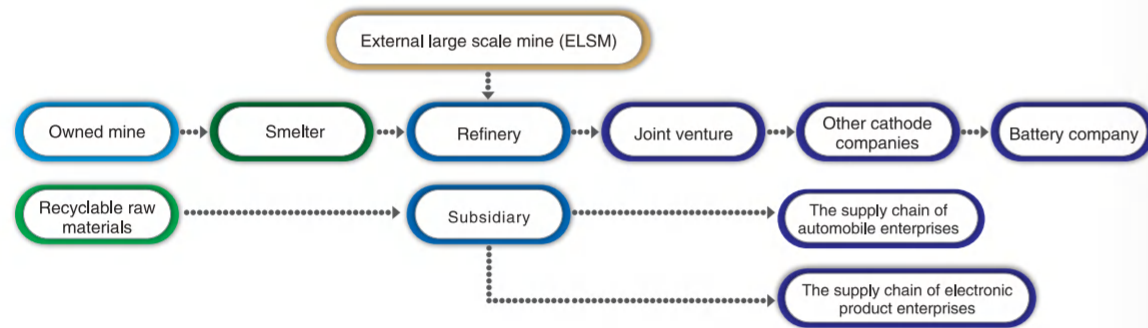 External large scale mine (ELSM)
Owned mine
Smelter
Refinery
Joint venture
Other cathode
companies
Battery company
Recyclable raw
materials
Subsidiary
The supply chain of
automobile enterprises
The supply chain of electronic
product enterprises